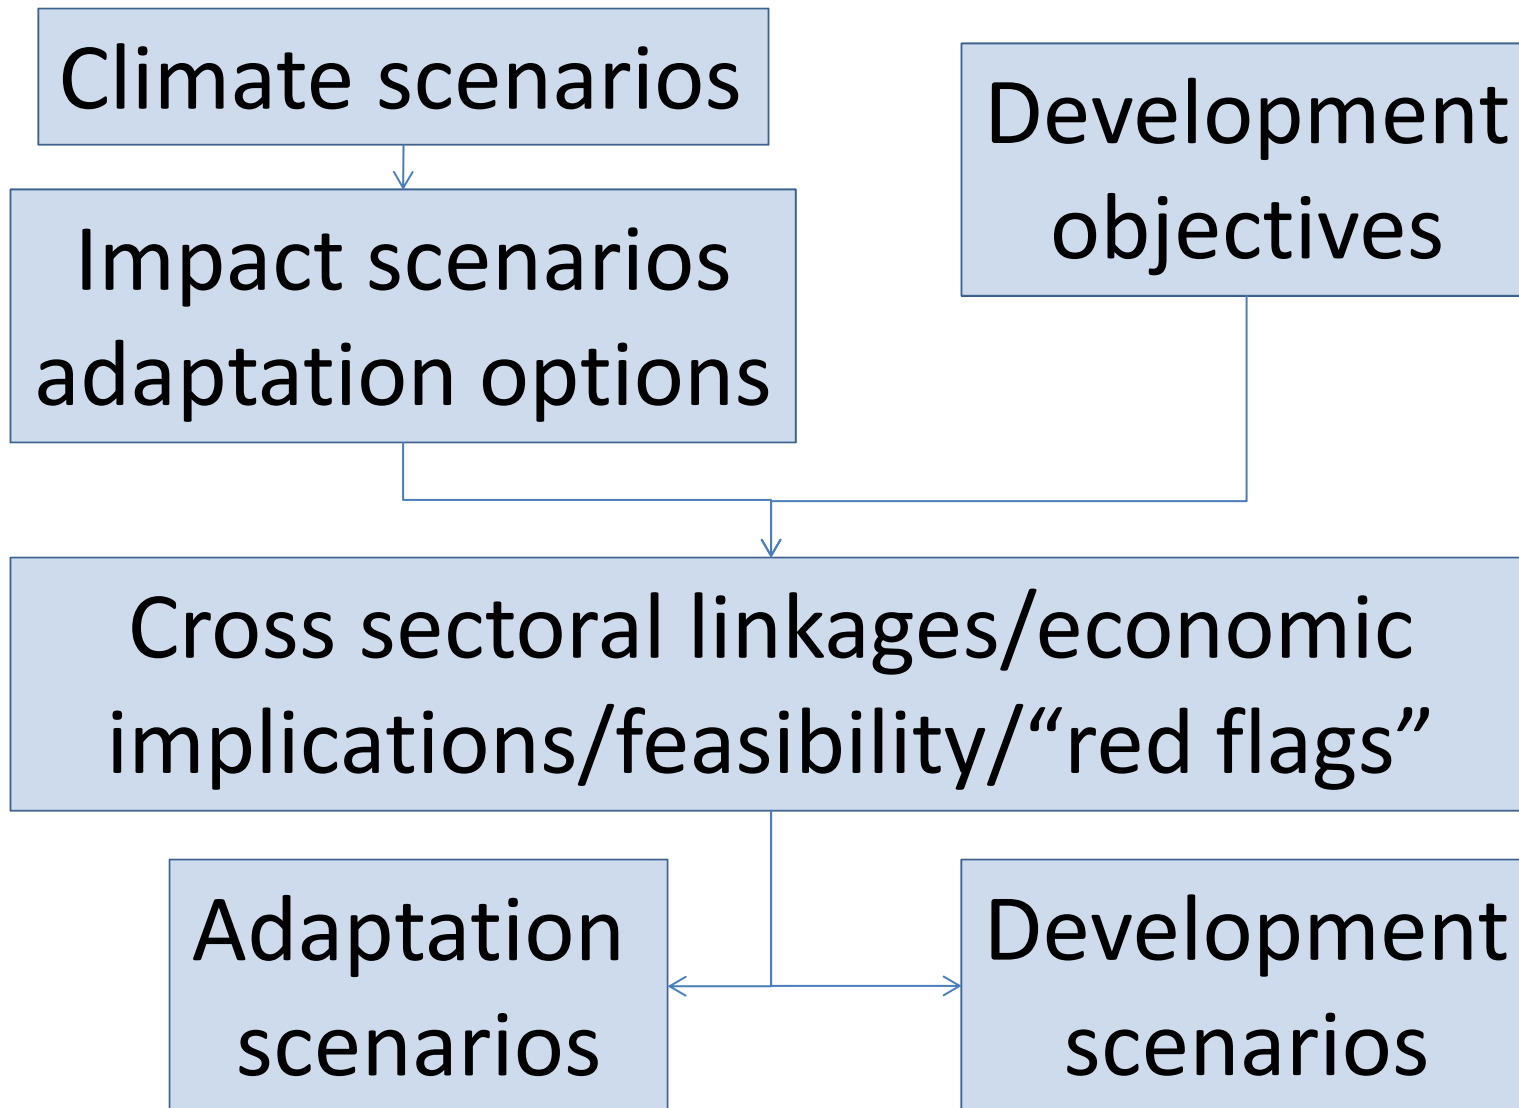 Climate scenarios
Development
objectives
Impact scenarios
adaptation options
Cross sectoral linkages/economic
implications/feasibility/“red flags”
Adaptation
scenarios
Development
scenarios